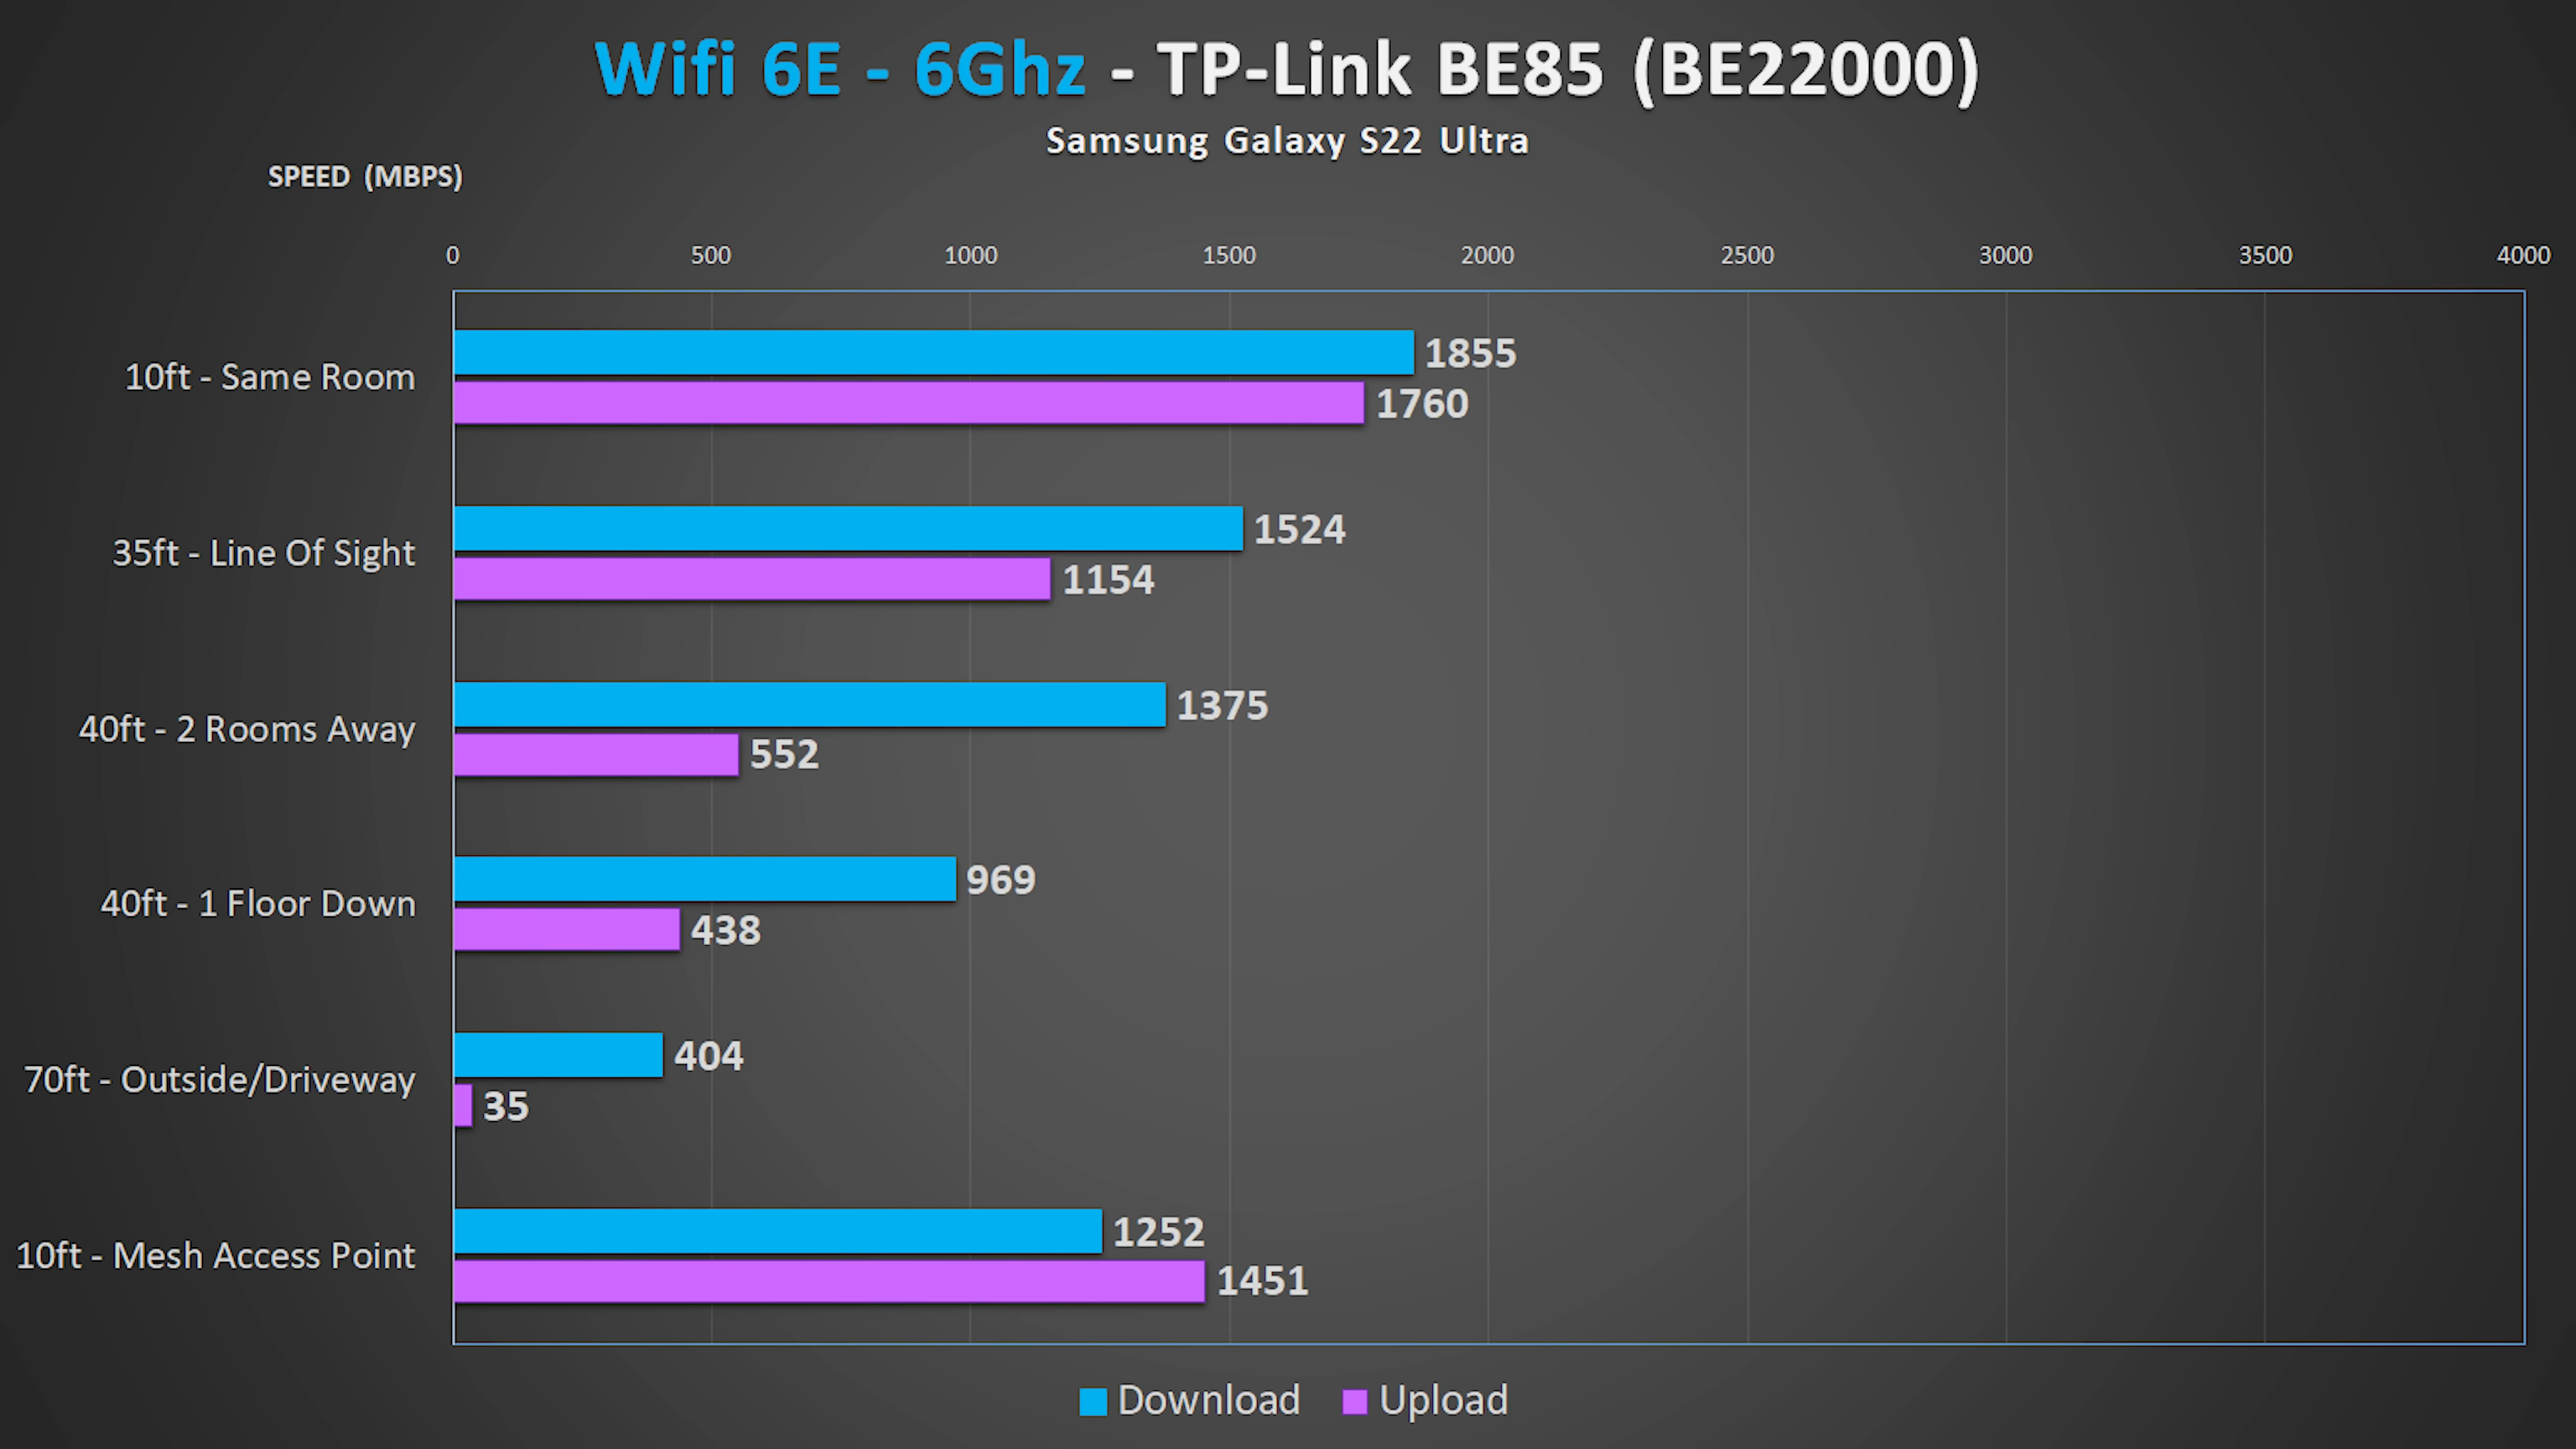 Wifi 6E - 6Ghz - TP-Link BE85 (BE22000)
Samsung Galaxy S22 Ultra
SPEED (MBPS)
0 500 1000 1500 2000 2500 3000 3500 4000
10ft - Same Room
1855
1760
35ft - Line Of Sight
1524
1154
40ft - 2 Rooms Away
1375
552
40ft - 1 Floor Down
969
438
70ft - Outside/Driveway
404
35
10ft - Mesh Access Point
1252
1451
Download Upload